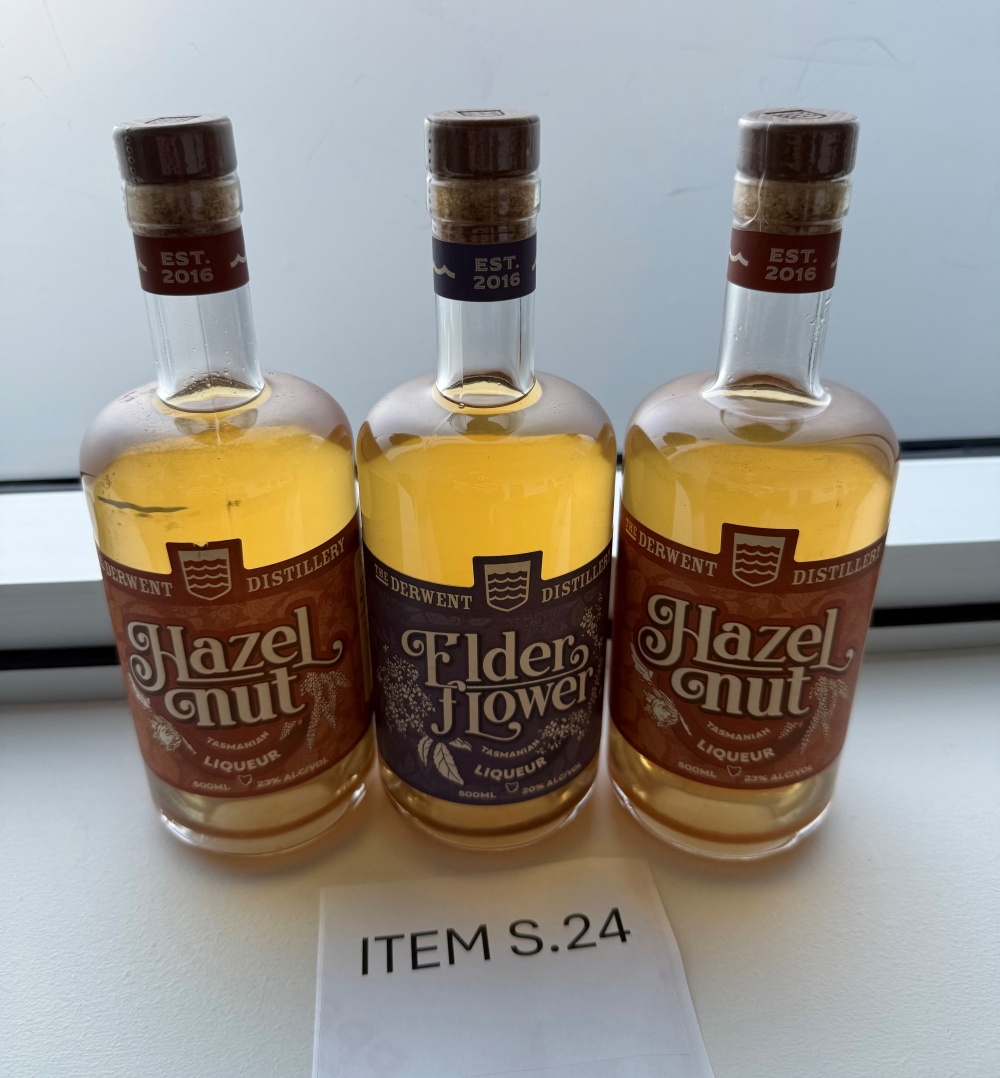 EST.
2016
THE DERWENT DISTILLERY
Hazel
nut
TASMANIAN
LIQUEUR
500ML 23% ALC/VOL
EST.
2016
THE DERWENT DISTILLERY
Elder
flower
TASMANIAN
LIQUEUR
500ML 20% ALC/VOL
EST.
2016
THE DERWENT DISTILLERY
Hazel
nut
TASMANIAN
LIQUEUR
500ML 23% ALC/VOL
ITEM S.24